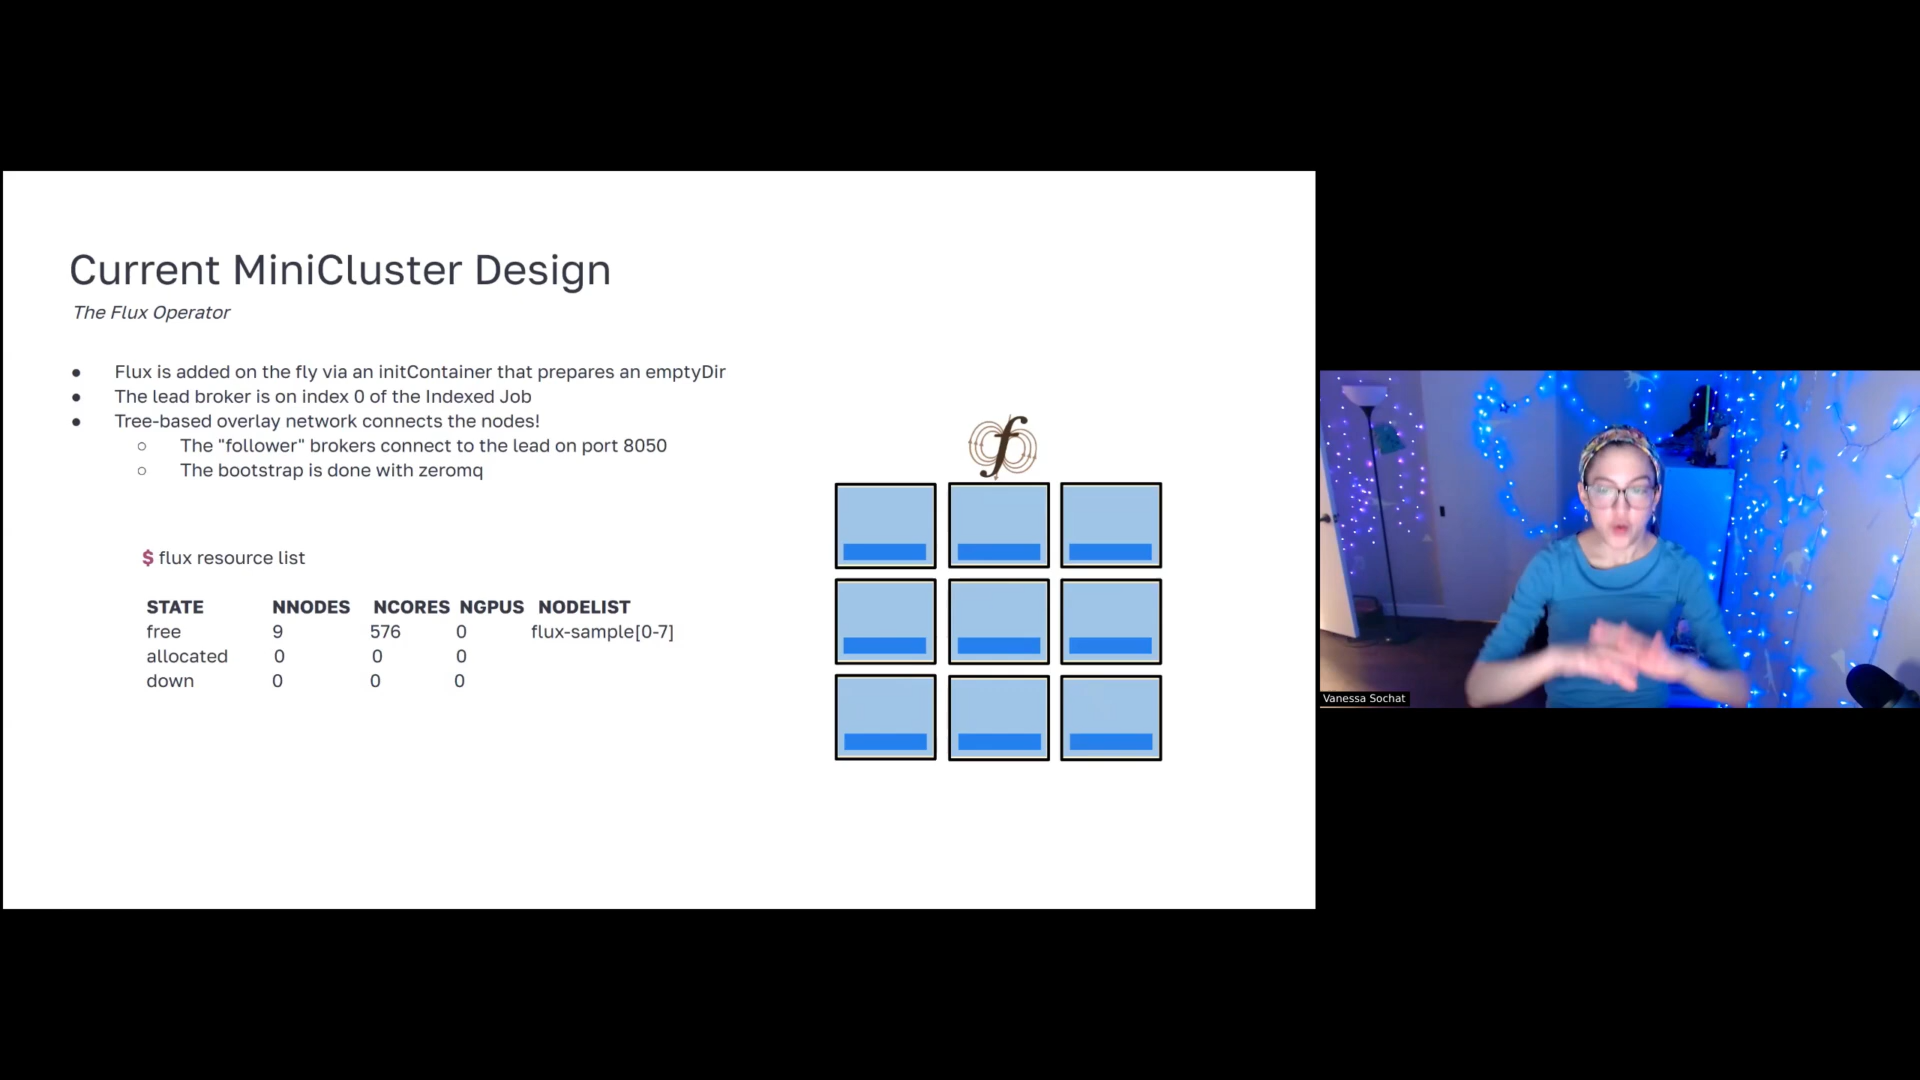 Current MiniCluster Design
The Flux Operator
● Flux is added on the fly via an initContainer that prepares an emptyDir
● The lead broker is on index 0 of the Indexed Job
● Tree-based overlay network connects the nodes!
○ The "follower" brokers connect to the lead on port 8050
○ The bootstrap is done with zeromq
$ flux resource list
STATE NNODES NCORES NGPUS NODELIST
free 9 576 0 flux-sample[0-7]
allocated 0 0 0
down 0 0 0
f
Vanessa Sochat